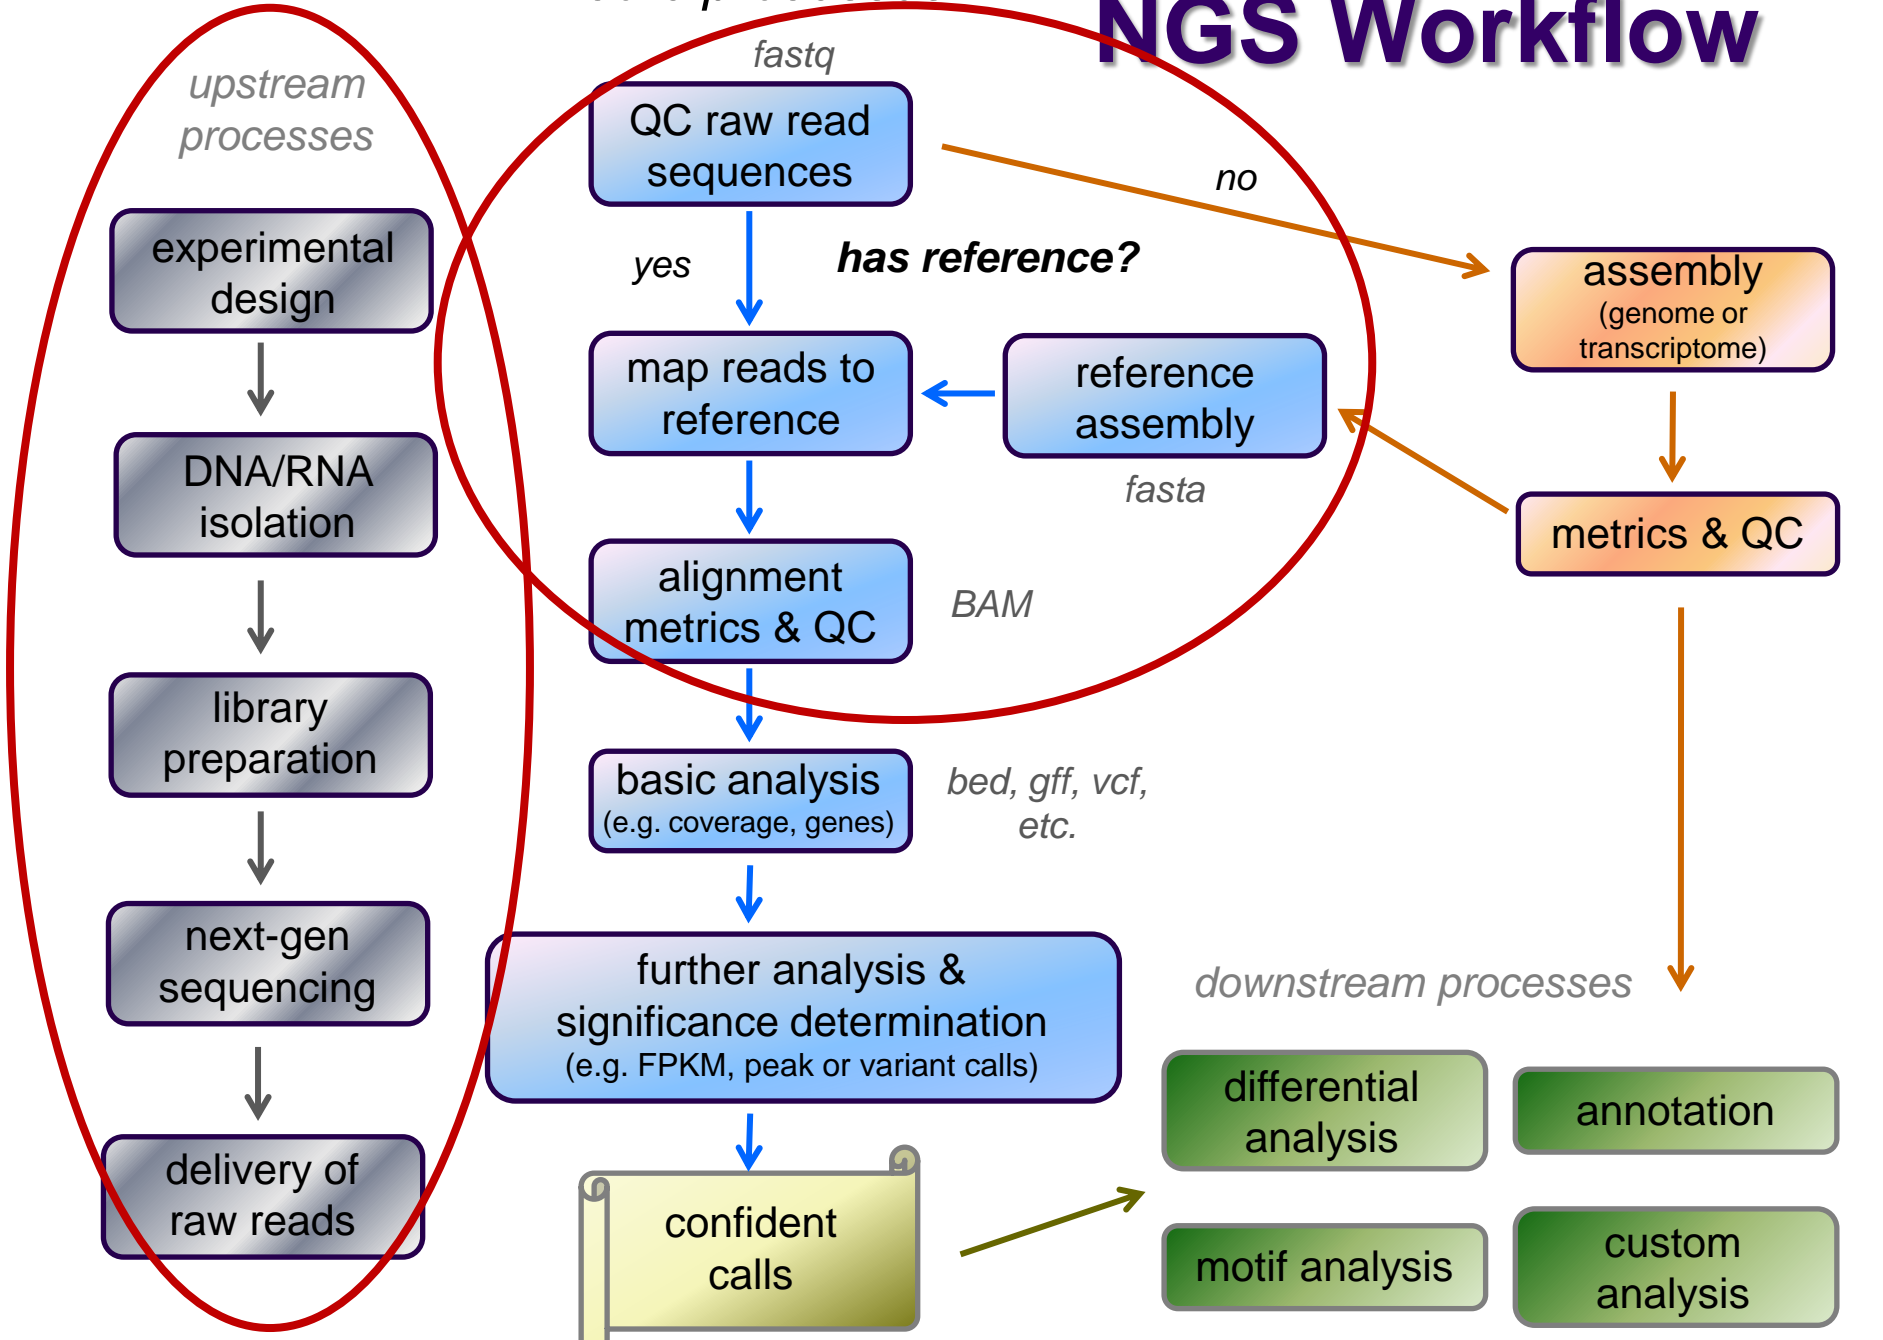 NGS Workflow
upstream
processes
experimental
design
DNA/RNA
isolation
library
preparation
next-gen
sequencing
delivery of
raw reads
fastq
QC raw read
sequences
no
yes
has reference?
map reads to
reference
reference
assembly
fasta
alignment
metrics & QC
BAM
basic analysis
(e.g. coverage, genes)
bed, gff, vcf,
etc.
further analysis &
significance determination
(e.g. FPKM, peak or variant calls)
confident
calls
assembly
(genome or
transcriptome)
metrics & QC
downstream processes
differential
analysis
annotation
motif analysis
custom
analysis